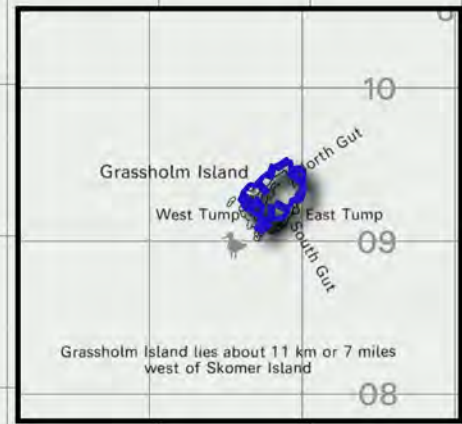 10
North Gut
Grassholm Island
West Tump
East Tump
09
South Gut
Grassholm Island lies about 11 km or 7 miles
west of Skomer Island
08